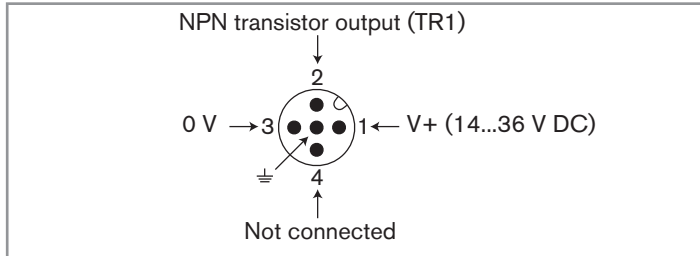 NPN transistor output (TR1)
2
0 V 3 1 V+ (14...36 V DC)
4
Not connected